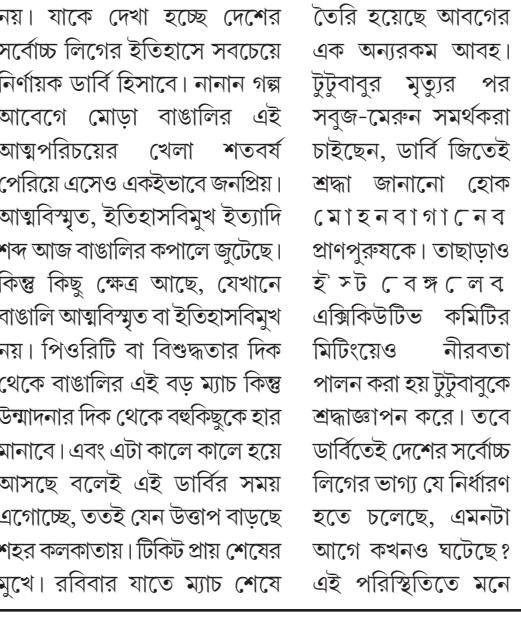 নয়। যাকে দেখা হচ্ছে দেশের
সর্বোচ্চ লিগের ইতিহাসে সবচেয়ে
নির্ণায়ক ডার্বি হিসাবে। নানান গল্প
আবেগে মোড়া বাঙালির এই
আত্মপরিচয়ের খেলা শতবর্ষ
পেরিয়ে এসেও একইভাবে জনপ্রিয়।
আত্মবিস্মৃত, ইতিহাসবিমুখ ইত্যাদি
শব্দ আজ বাঙালির কপালে জুটেছে।
কিন্তু কিছু ক্ষেত্র আছে, যেখানে
বাঙালি আত্মবিস্মৃত বা ইতিহাসবিমুখ
নয়। পিওরিটি বা বিশুদ্ধতার দিক
থেকে বাঙালির এই বড় ম্যাচ কিন্তু
উন্মাদনার দিক থেকে বহুকিছুকে হার
মানাবে। এবং এটা কালে কালে হয়ে
আসছে বলেই এই ডার্বির সময়
এগোচ্ছে, ততই যেন উত্তাপ বাড়ছে
শহর কলকাতায়। টিকিট প্রায় শেষের
মুখে। রবিবার যাতে ম্যাচ শেষে
তৈরি হয়েছে আবগের
এক অন্যরকম আবহ।
টুটুবাবুর মৃত্যুর পর
সবুজ-মেরুন সমর্থকরা
চাইছেন, ডার্বি জিতেই
শ্রদ্ধা জানানো হোক
মোহনবাগানের
প্রাণপুরুষকে। তাছাড়াও
ইস্টবেঙ্গলের
এক্সিকিউটিভ কমিটির
মিটিংয়েও নীরবতা
পালন করা হয় টুটুবাবুকে
শ্রদ্ধাজ্ঞাপন করে। তবে
ডার্বিতেই দেশের সর্বোচ্চ
লিগের ভাগ্য যে নির্ধারণ
হতে চলেছে, এমনটা
আগে কখনও ঘটেছে?
এই পরিস্থিতিতে মনে